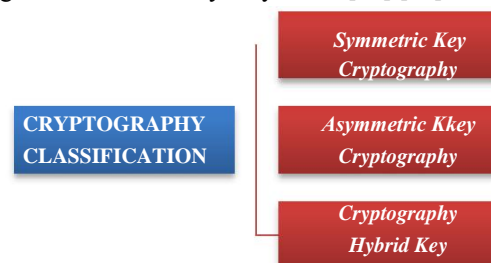 Symmetric Key
Cryptography
CRYPTOGRAPHY
CLASSIFICATION
Asymmetric Kkey
Cryptography
Cryptography
Hybrid Key